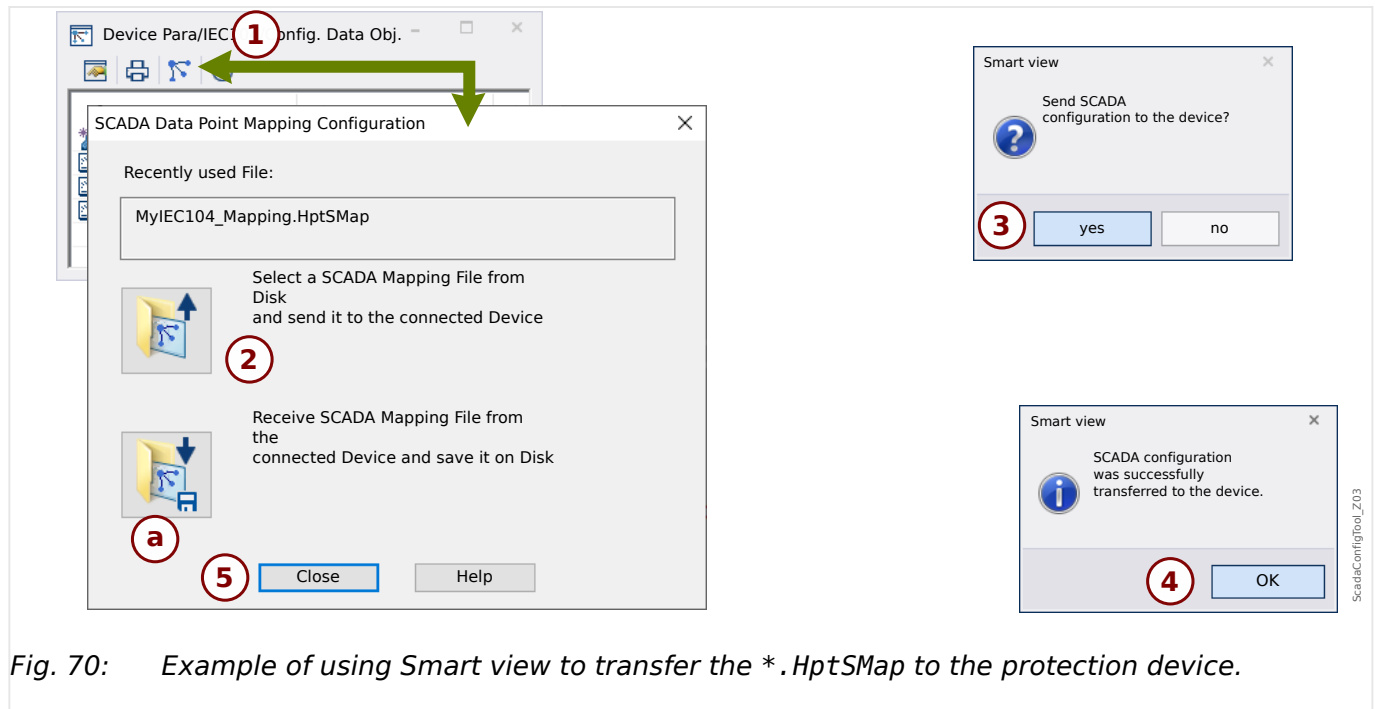 Device Para/IEC1 1 onfig. Data Obj.
SCADA Data Point Mapping Configuration
Recently used File:
MyIEC104_Mapping.HptSMap
Select a SCADA Mapping File from
Disk
and send it to the connected Device
2
Receive SCADA Mapping File from
the
connected Device and save it on Disk
a
5 Close Help
Smart view
Send SCADA
configuration to the device?
3 yes no
Smart view
SCADA configuration
was successfully
transferred to the device.
4 OK
ScadaConfigTool_Z03
Fig. 70: Example of using Smart view to transfer the *.HptSMap to the protection device.